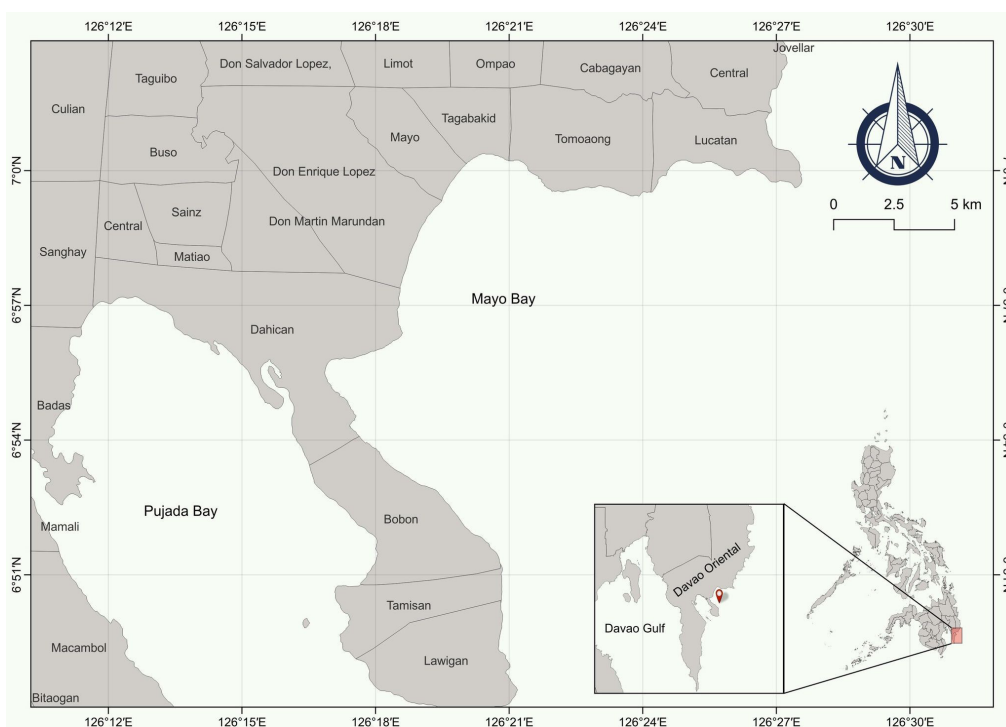 126°12'E 126°15'E 126°18'E 126°21'E 126°24'E 126°27'E 126°30'E
Jovellar
Don Salvador Lopez,
Limot
Ompao
Cabagayan
Central
Taguibo
Culian
Tagabakid
Mayo
Tomoaong
Lucatan
Buso
N
7°0'N
Don Enrique Lopez
Sainz
Central
Don Martin Marundan
0 2.5 5 km
Sanghay
Matiao
6°57'N
Mayo Bay
Dahican
Badas
6°54'N
Pujada Bay
Bobon
Mamali
6°51'N
Davao Oriental
Tamisan
Davao Gulf
Macambol
Lawigan
Bitaogan
126°12'E 126°15'E 126°18'E 126°21'E 126°24'E 126°27'E 126°30'E